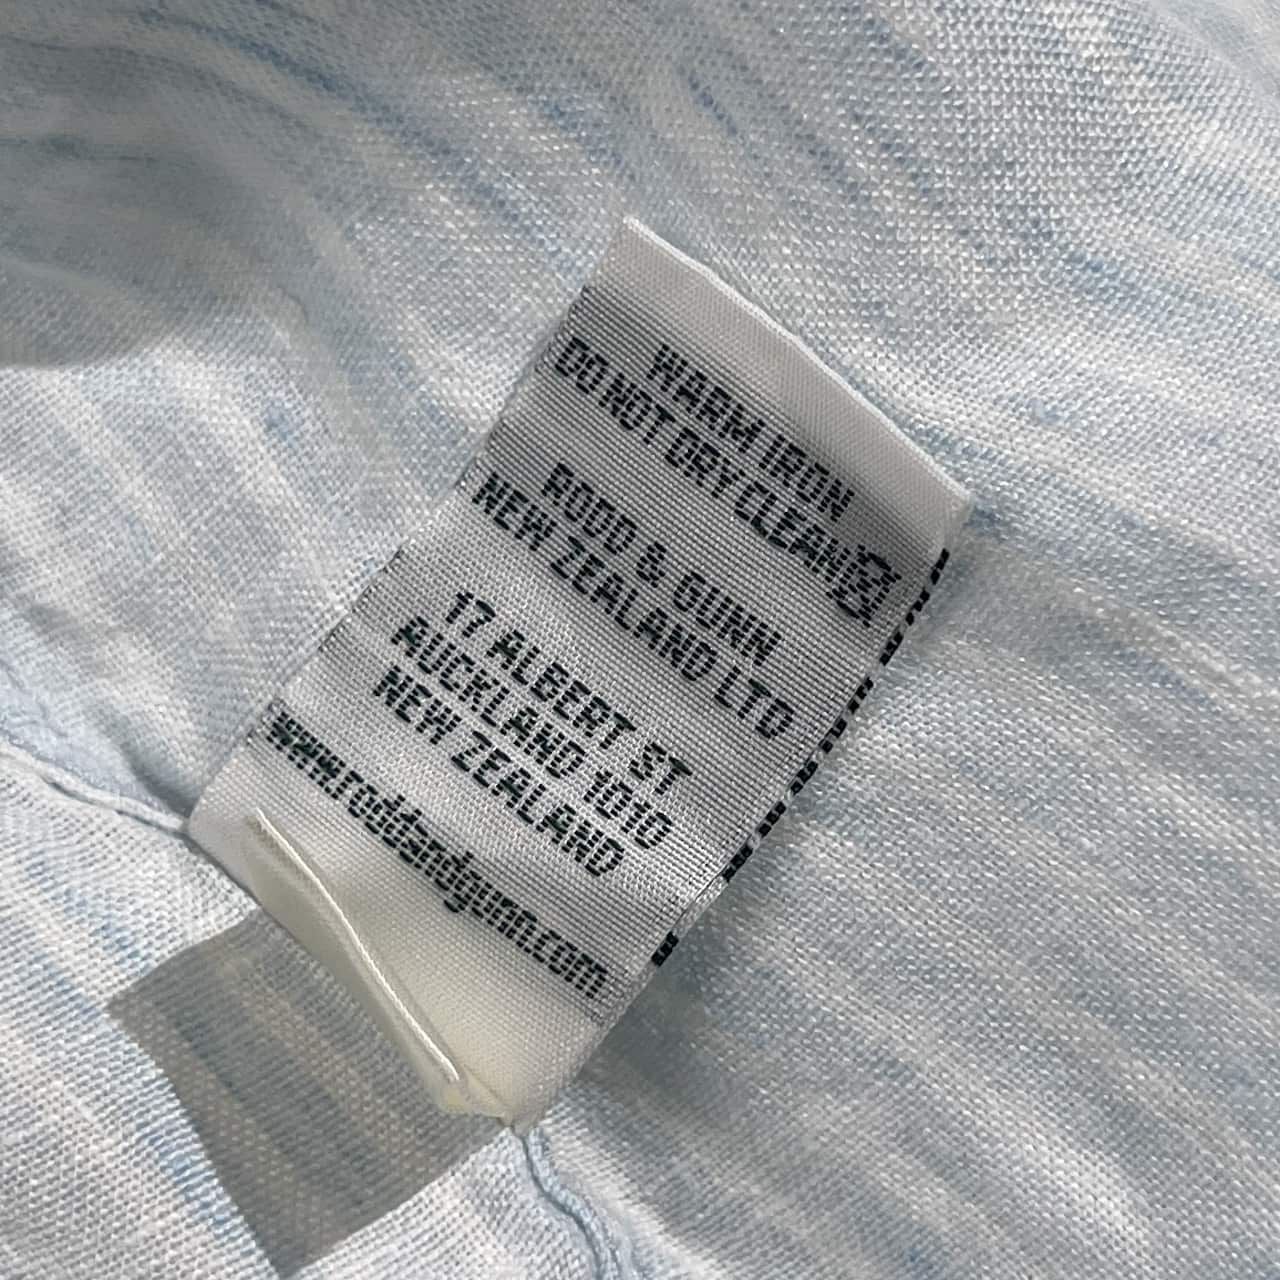 WARM IRON
DO NOT DRY CLEAN
RODD & GUNN
NEW ZEALAND LTD
17 ALBERT ST
AUCKLAND 1010
NEW ZEALAND
www.roddandgunn.com